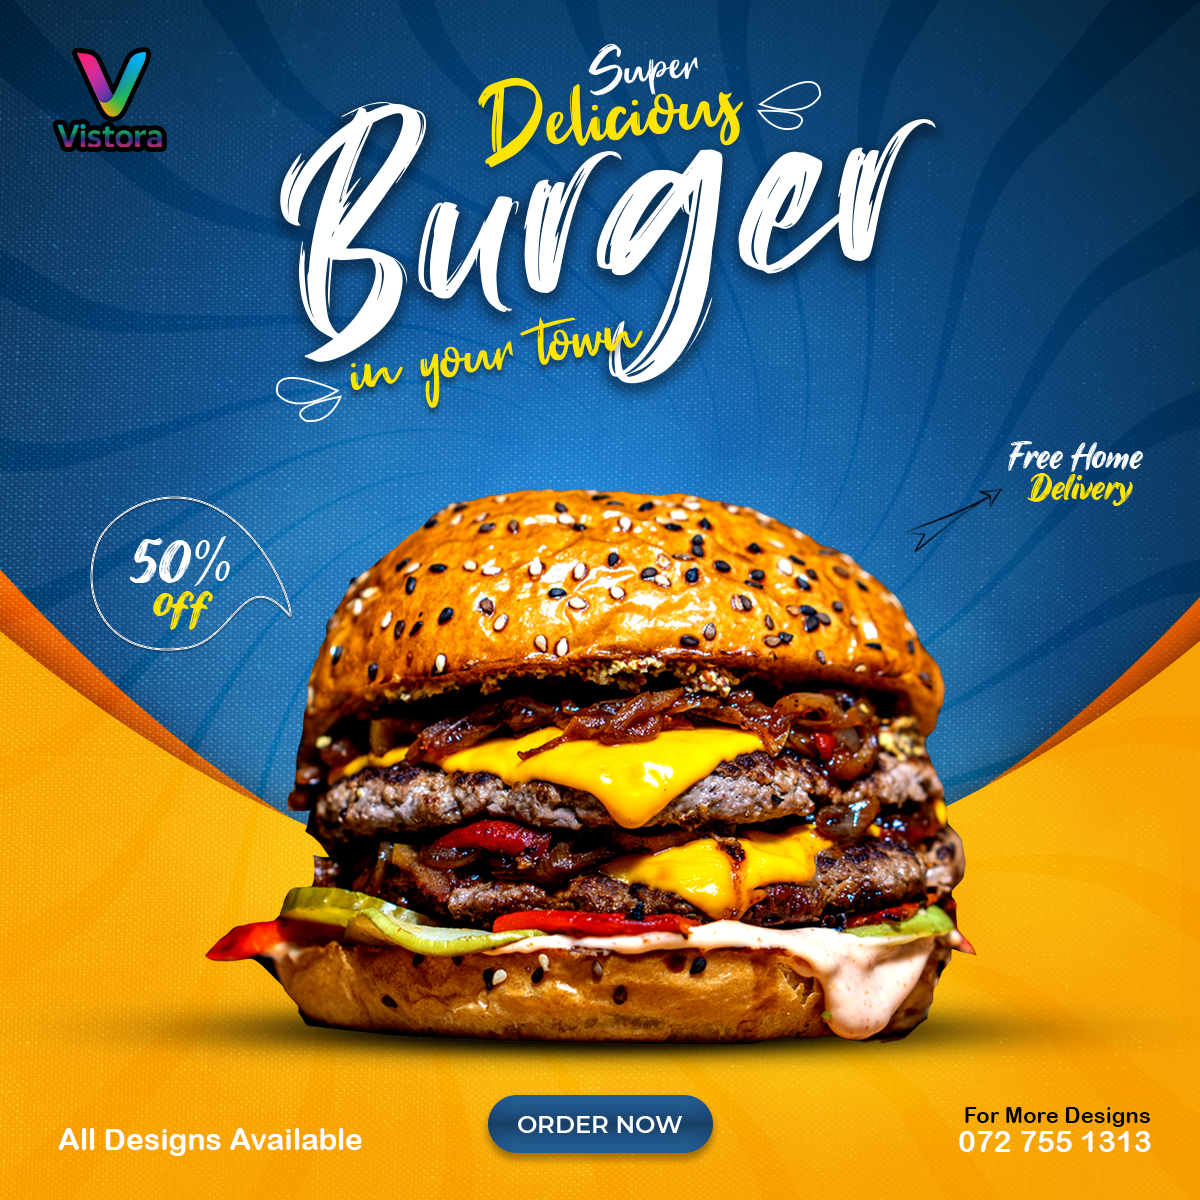 Vistora
Super
Delicious
Burger
in your town
Free Home
Delivery
50%
off
ORDER NOW
All Designs Available
For More Designs
072 755 1313